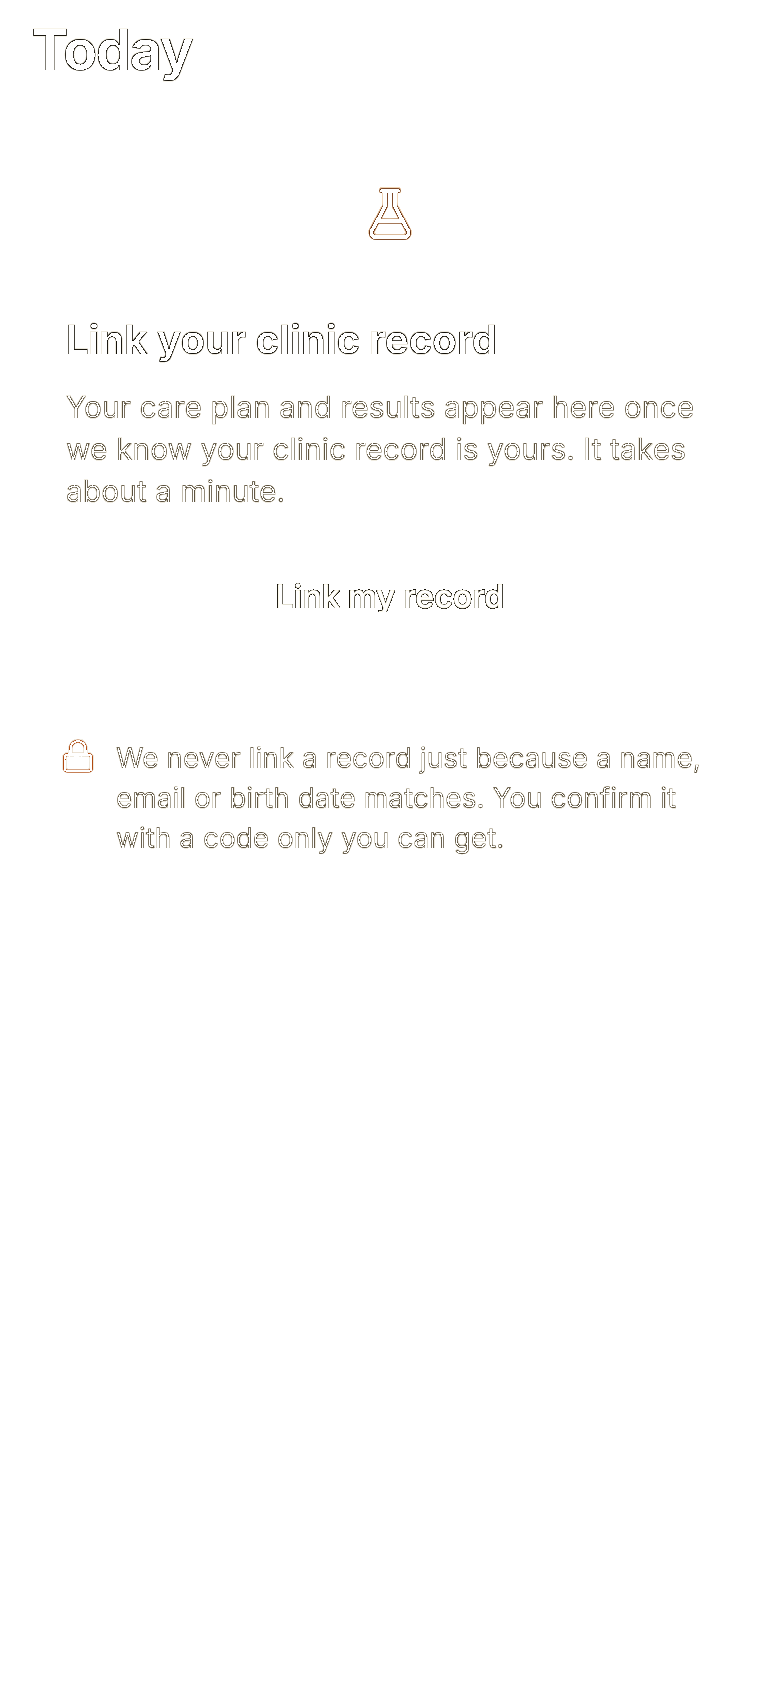 Today
Link your clinic record
Your care plan and results appear here once
we know your clinic record is yours. It takes
about a minute.
Link my record
We never link a record just because a name,
email or birth date matches. You confirm it
with a code only you can get.